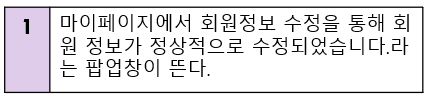 1
마이페이지에서 회원정보 수정을 통해 회
원 정보가 정상적으로 수정되었습니다.라
는 팝업창이 뜬다.